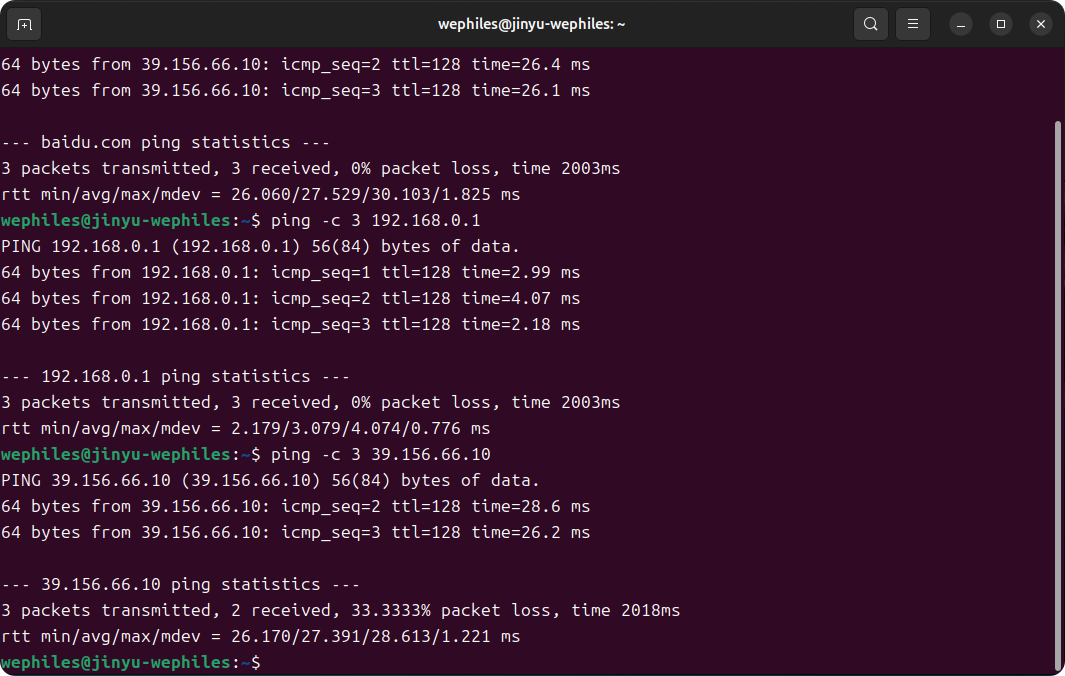 wephiles@jinyu-wephiles: ~
64 bytes from 39.156.66.10: icmp_seq=2 ttl=128 time=26.4 ms
64 bytes from 39.156.66.10: icmp_seq=3 ttl=128 time=26.1 ms
--- baidu.com ping statistics ---
3 packets transmitted, 3 received, 0% packet loss, time 2003ms
rtt min/avg/max/mdev = 26.060/27.529/30.103/1.825 ms
wephiles@jinyu-wephiles:~$ ping -c 3 192.168.0.1
PING 192.168.0.1 (192.168.0.1) 56(84) bytes of data.
64 bytes from 192.168.0.1: icmp_seq=1 ttl=128 time=2.99 ms
64 bytes from 192.168.0.1: icmp_seq=2 ttl=128 time=4.07 ms
64 bytes from 192.168.0.1: icmp_seq=3 ttl=128 time=2.18 ms
--- 192.168.0.1 ping statistics ---
3 packets transmitted, 3 received, 0% packet loss, time 2003ms
rtt min/avg/max/mdev = 2.179/3.079/4.074/0.776 ms
wephiles@jinyu-wephiles:~$ ping -c 3 39.156.66.10
PING 39.156.66.10 (39.156.66.10) 56(84) bytes of data.
64 bytes from 39.156.66.10: icmp_seq=2 ttl=128 time=28.6 ms
64 bytes from 39.156.66.10: icmp_seq=3 ttl=128 time=26.2 ms
--- 39.156.66.10 ping statistics ---
3 packets transmitted, 2 received, 33.3333% packet loss, time 2018ms
rtt min/avg/max/mdev = 26.170/27.391/28.613/1.221 ms
wephiles@jinyu-wephiles:~$